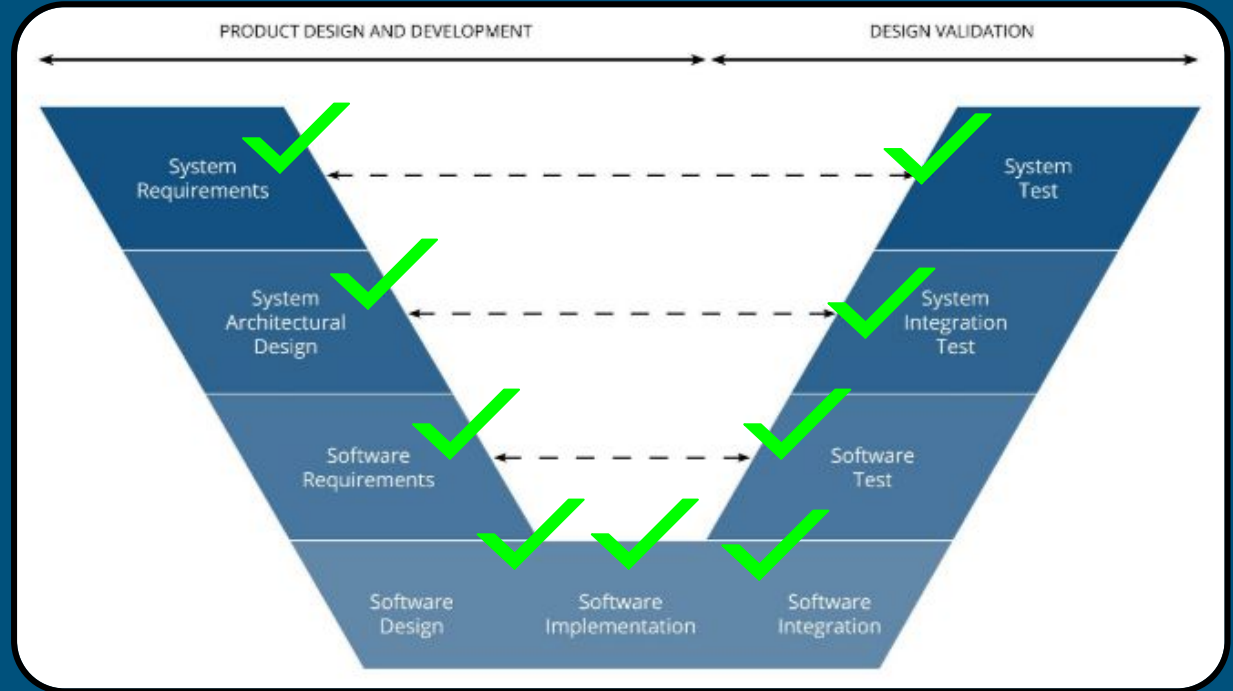 PRODUCT DESIGN AND DEVELOPMENT
DESIGN VALIDATION
System
Requirements
System
Test
System
Architectural
Design
System
Integration
Test
Software
Requirements
Software
Test
Software
Design
Software
Implementation
Software
Integration